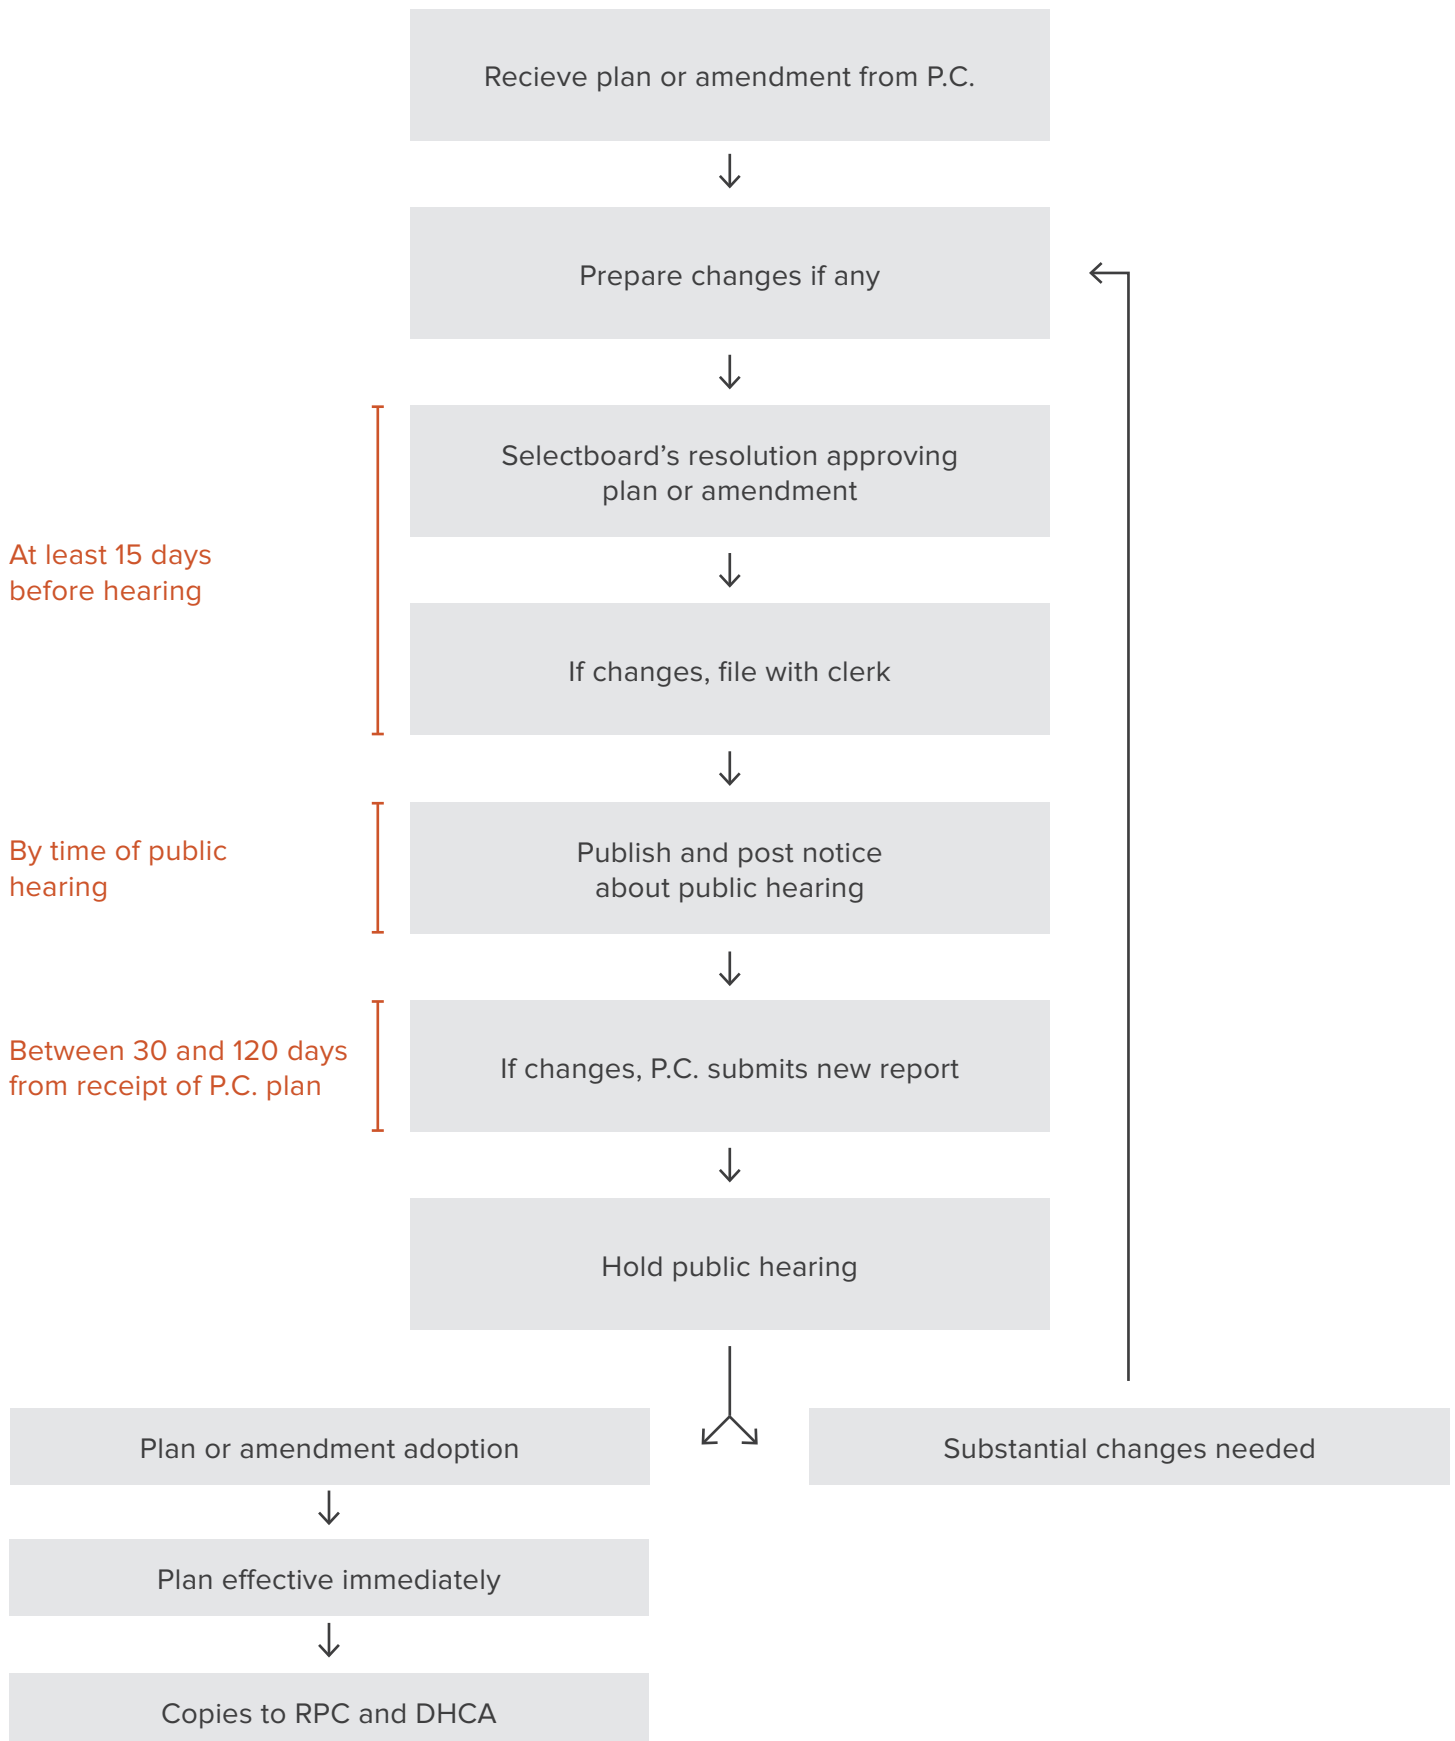 Recieve plan or amendment from P.C.
Prepare changes if any
Selectboard’s resolution approving
plan or amendment
At least 15 days
before hearing
If changes, file with clerk
By time of public
hearing
Publish and post notice
about public hearing
Between 30 and 120 days
from receipt of P.C. plan
If changes, P.C. submits new report
Hold public hearing
Plan or amendment adoption
Substantial changes needed
Plan effective immediately
Copies to RPC and DHCA